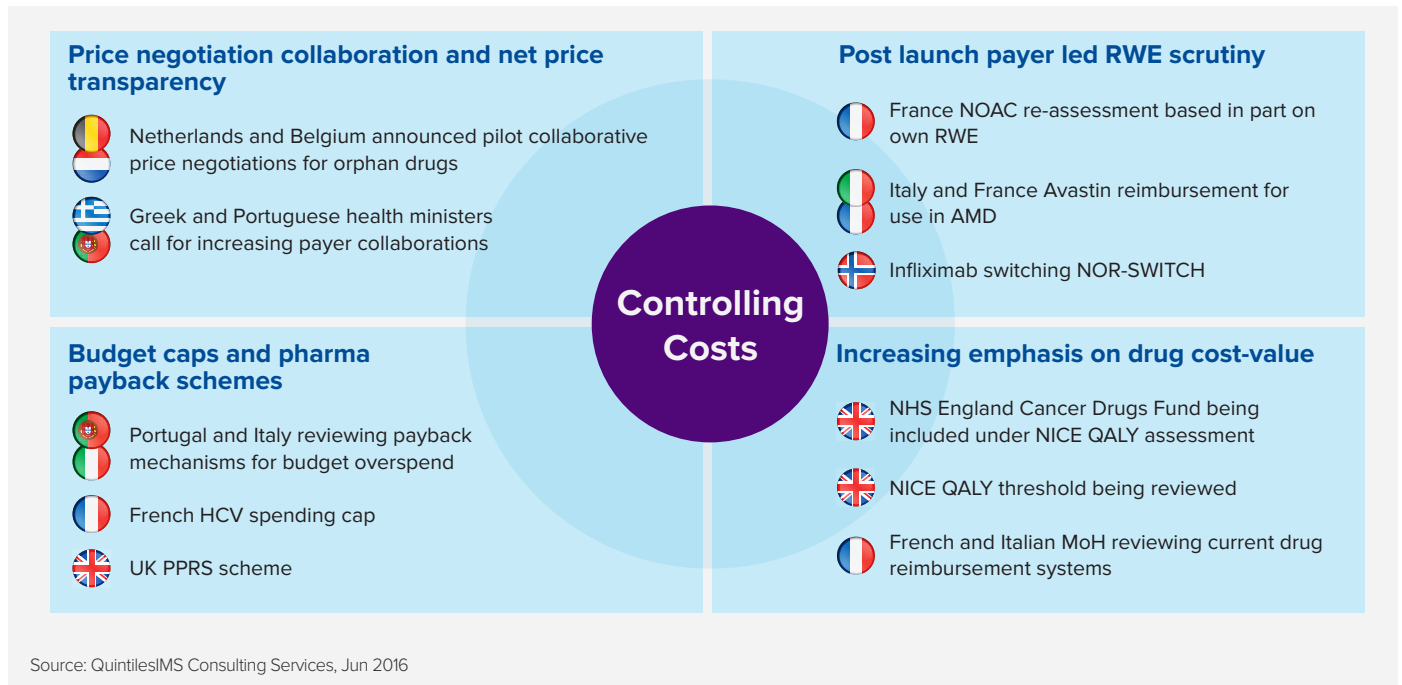 Price negotiation collaboration and net price
transparency
Netherlands and Belgium announced pilot collaborative
price negotiations for orphan drugs
Greek and Portuguese health ministers
call for increasing payer collaborations
Post launch payer led RWE scrutiny
France NOAC re-assessment based in part on
own RWE
Italy and France Avastin reimbursement for
use in AMD
Infliximab switching NOR-SWITCH
Controlling
Costs
Budget caps and pharma
payback schemes
Portugal and Italy reviewing payback
mechanisms for budget overspend
French HCV spending cap
UK PPRS scheme
Increasing emphasis on drug cost-value
NHS England Cancer Drugs Fund being
included under NICE QALY assessment
NICE QALY threshold being reviewed
French and Italian MoH reviewing current drug
reimbursement systems
Source: QuintilesIMS Consulting Services, Jun 2016